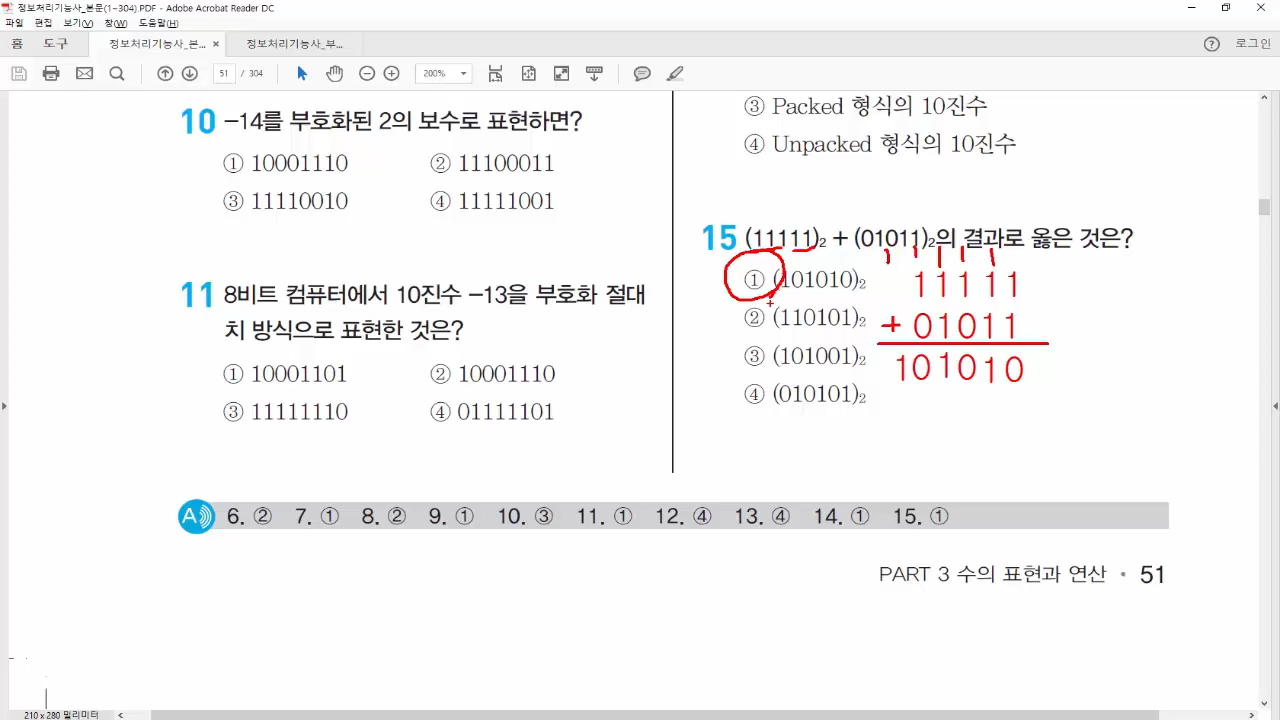 정보처리기능사_본문(1~304).PDF - Adobe Acrobat Reader DC
파일 편집 보기(V) 창(W) 도움말(H)
홈 도구 정보처리기능사_본... × 정보처리기능사_부... 로그인
51 / 304 200%
10 -14를 부호화된 2의 보수로 표현하면?
① 10001110 ② 11100011
③ 11110010 ④ 11111001
11 8비트 컴퓨터에서 10진수 -13을 부호화 절대
치 방식으로 표현한 것은?
① 10001101 ② 10001110
③ 11111110 ④ 01111101
③ Packed 형식의 10진수
④ Unpacked 형식의 10진수
15 (11111)₂ + (01011)₂의 결과로 옳은 것은?
① (101010)₂
② (110101)₂
③ (101001)₂
④ (010101)₂
1 1 1 1 1
11111
+ 01011
101010
A 6. ② 7. ① 8. ② 9. ① 10. ③ 11. ① 12. ④ 13. ④ 14. ① 15. ①
PART 3 수의 표현과 연산 · 51
210 x 280 밀리미터